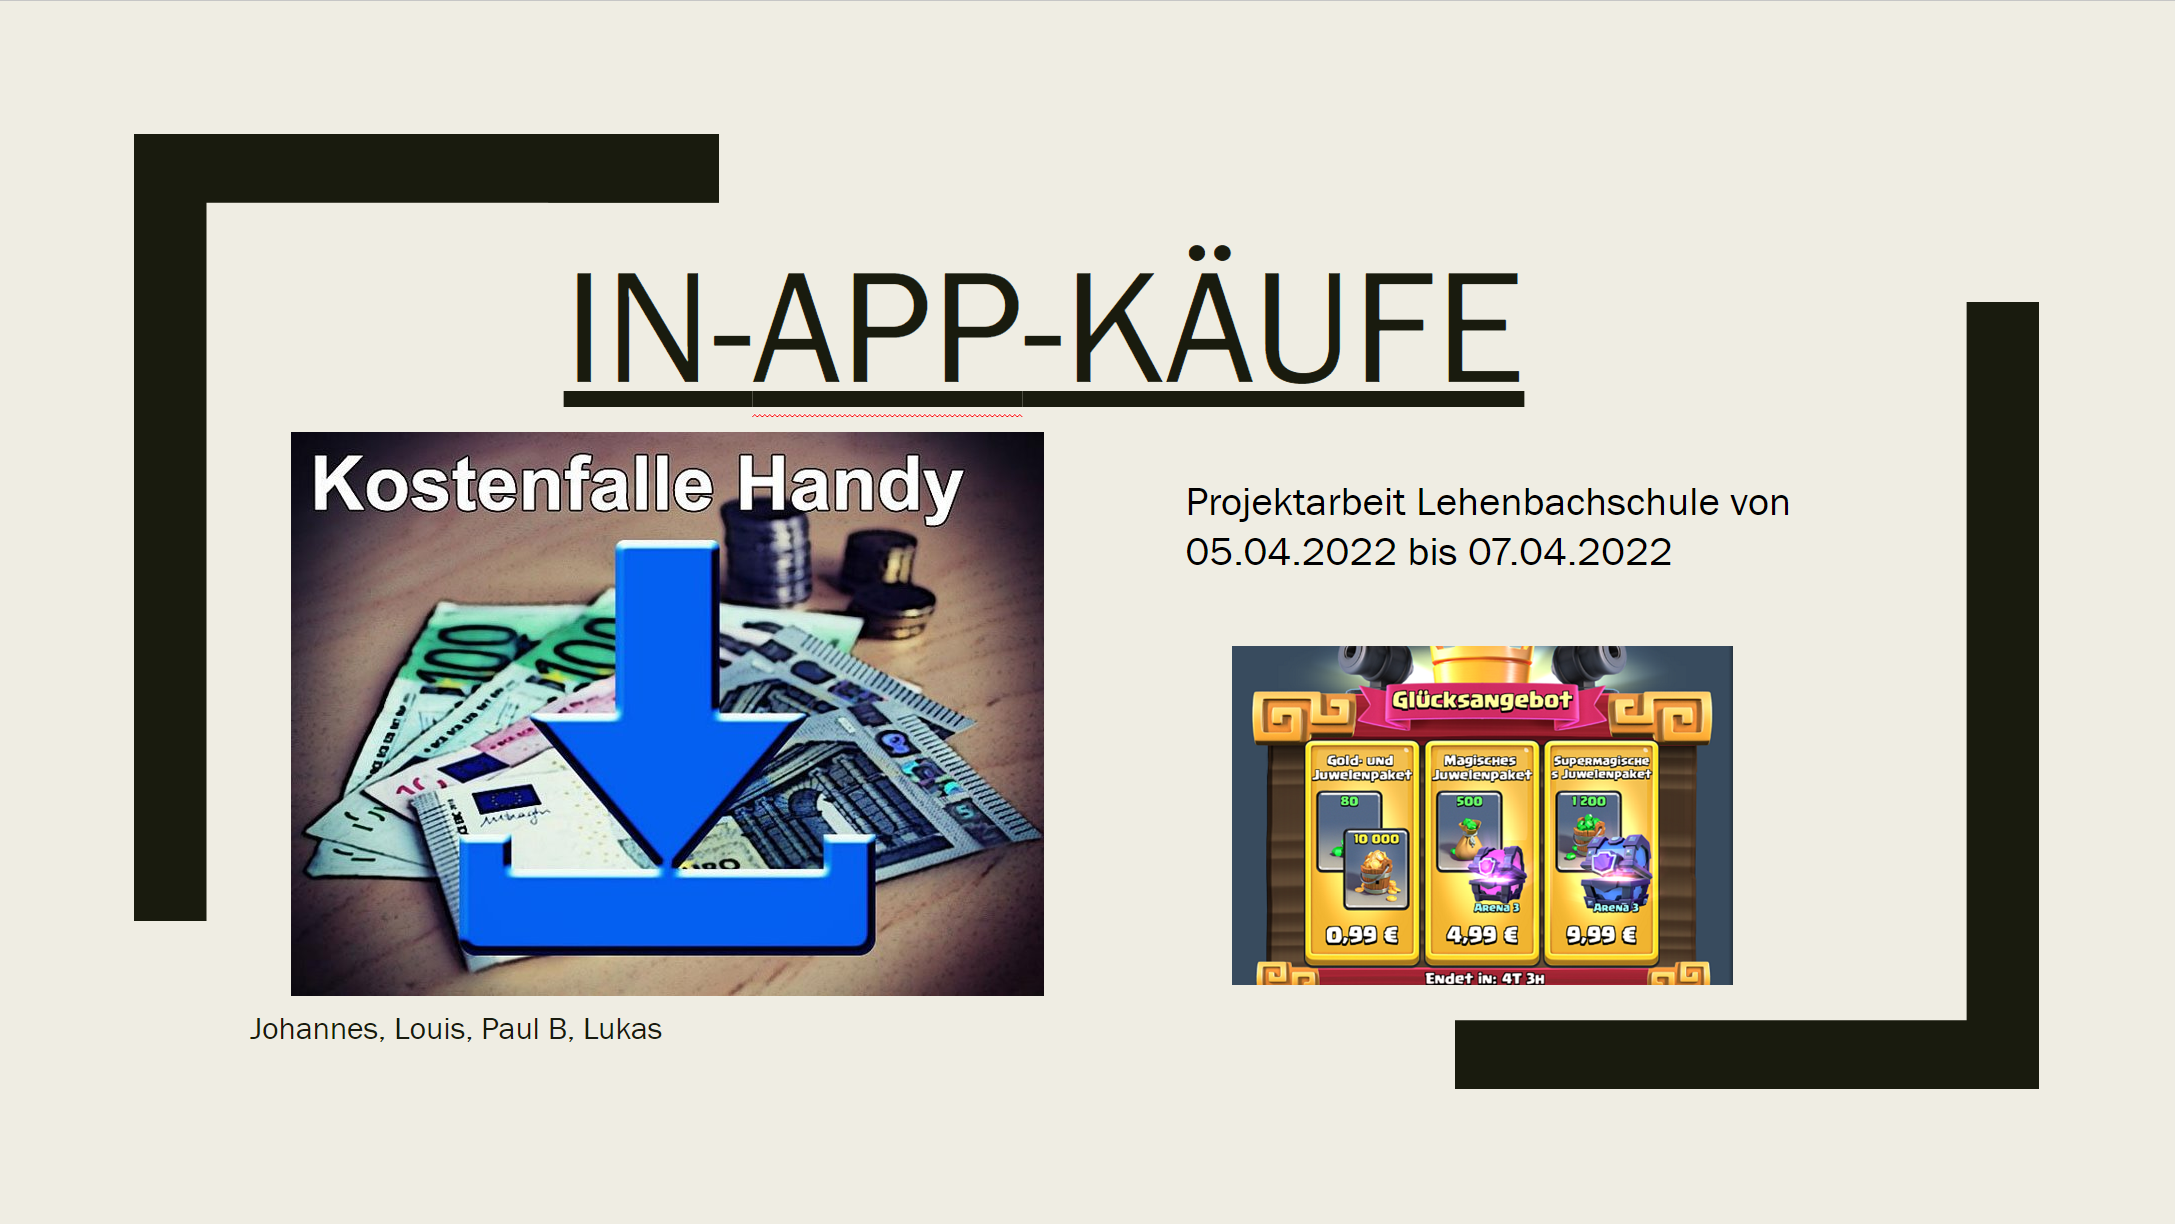 IN-APP-KÄUFE
Kostenfalle Handy
100
100
Projektarbeit Lehenbachschule von
05.04.2022 bis 07.04.2022
Glücksangebot
Gold- und
Juwelenpaket
80
10 000
0,99 €
Magisches
Juwelenpaket
500
Arena 3
4,99 €
Supermagische
s Juwelenpaket
1 200
Arena 3
9,99 €
Endet in: 4T 3H
Johannes, Louis, Paul B, Lukas